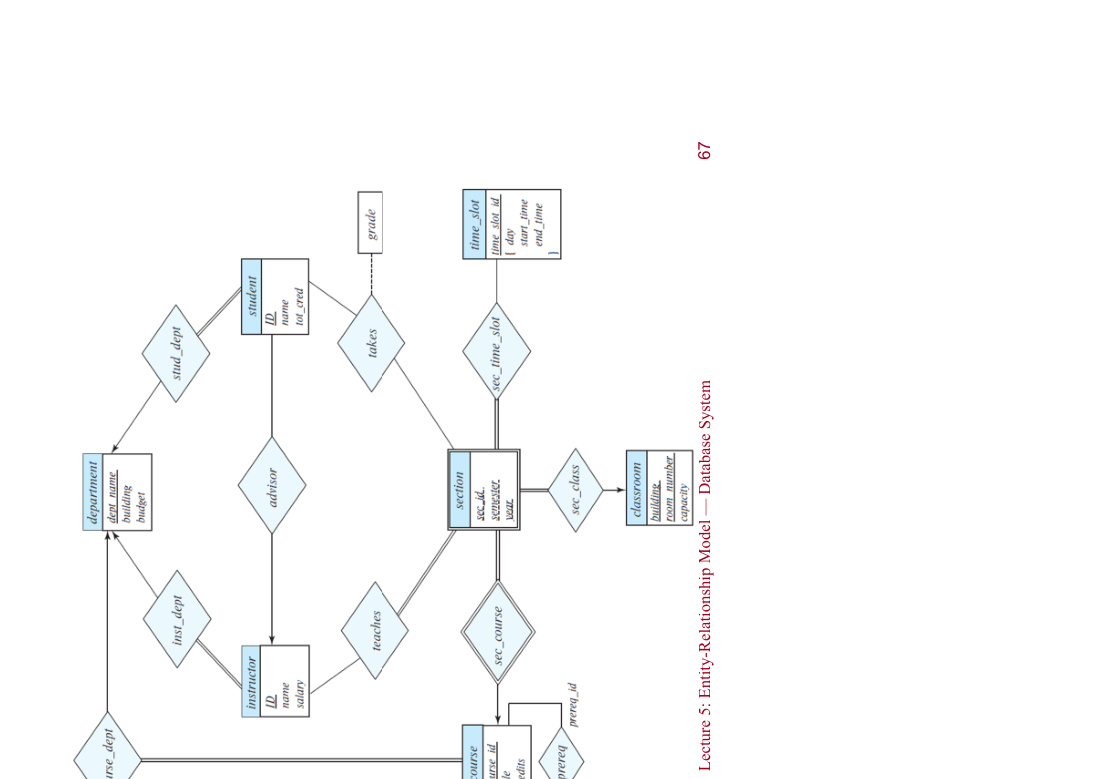 urse_dept
department
dept_name
building
budget
inst_dept
stud_dept
instructor
ID
name
salary
advisor
student
ID
name
tot_cred
teaches
takes
grade
course
urse_id
le
edits
sec_course
section
sec_id
semester
year
sec_time_slot
time_slot
time_slot_id
{ day
start_time
end_time
}
prereq
prereq_id
sec_class
classroom
building
room_number
capacity
Lecture 5: Entity-Relationship Model — Database System
67